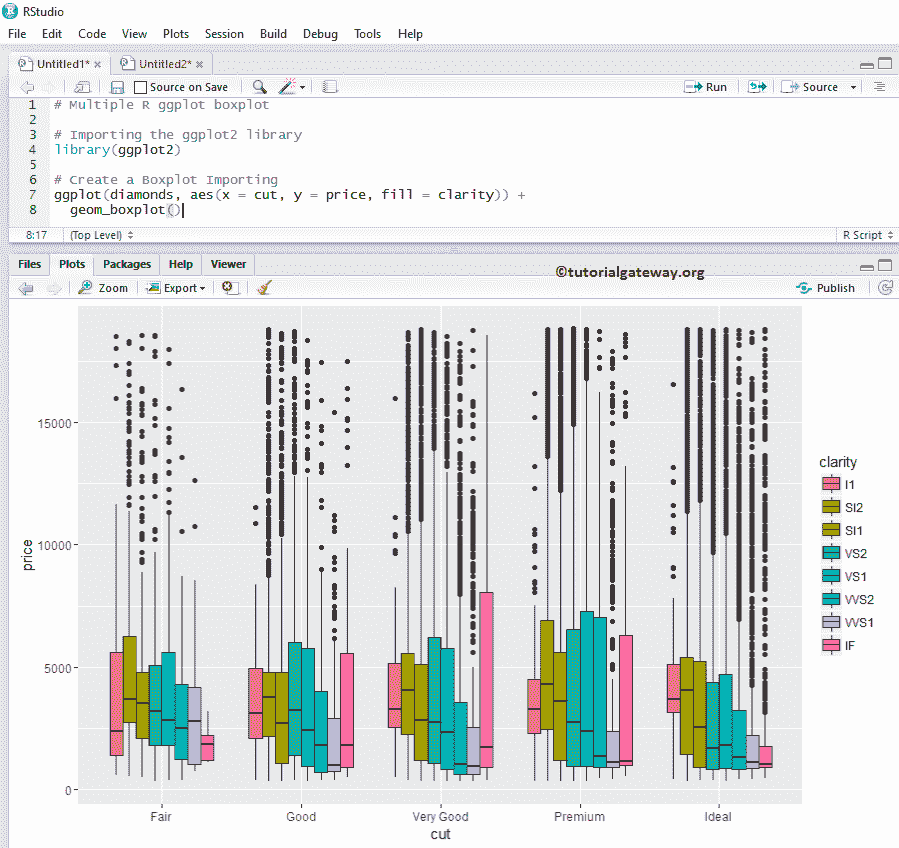 RStudio
File Edit Code View Plots Session Build Debug Tools Help
Untitled1* × Untitled2* ×
Source on Save Run Source
1 # Multiple R ggplot boxplot
2
3 # Importing the ggplot2 library
4 library(ggplot2)
5
6 # Create a Boxplot Importing
7 ggplot(diamonds, aes(x = cut, y = price, fill = clarity)) +
8 geom_boxplot()
8:17 (Top Level) R Script
Files Plots Packages Help Viewer
©tutorialgateway.org
Zoom Export Publish
price
15000
10000
5000
0
Fair Good Very Good Premium Ideal
cut
clarity
I1
SI2
SI1
VS2
VS1
VVS2
VVS1
IF